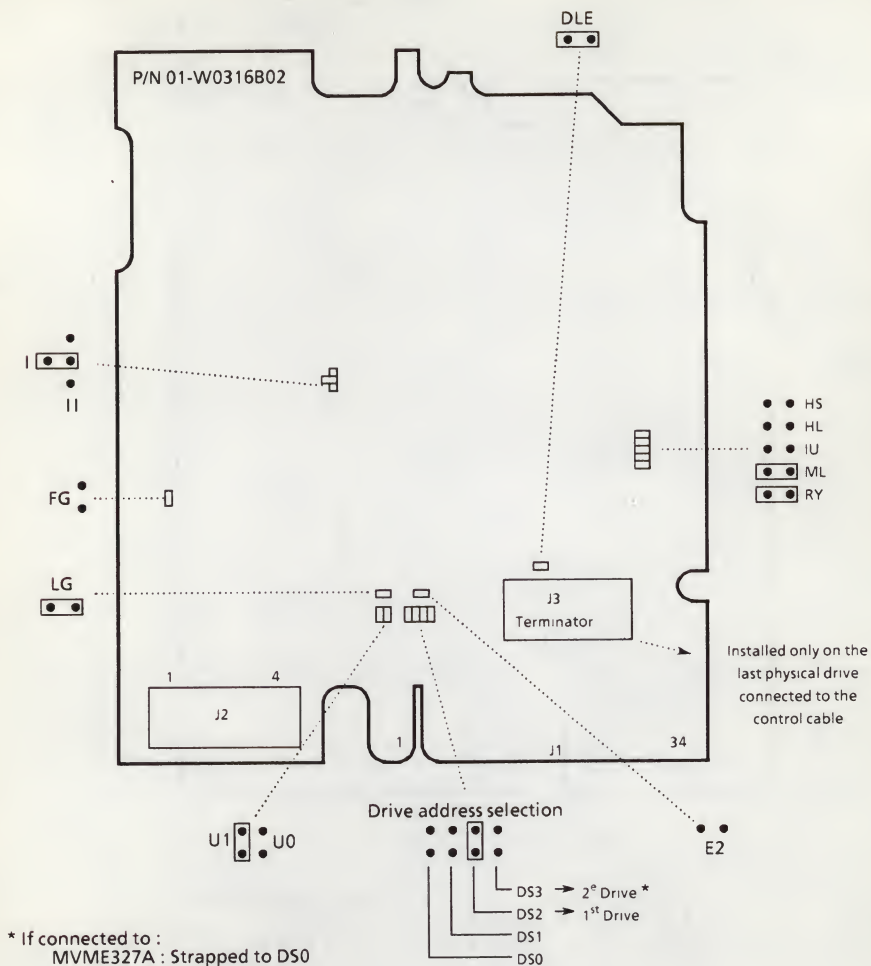 DLE
P/N 01-W0316B02
I
II
HS
HL
IU
ML
RY
FG
LG
J3
Terminator
Installed only on the
last physical drive
connected to the
control cable
1 4
J2
1
J1
34
Drive address selection
U1 U0
E2
DS3 → 2e Drive *
DS2 → 1st Drive
DS1
DS0
* If connected to :
MVME327A : Strapped to DS0